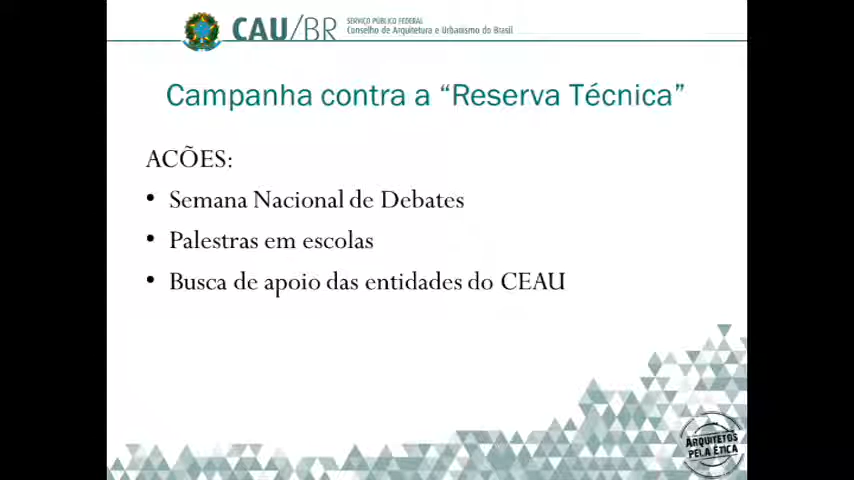 CAU/BR
SERVIÇO PÚBLICO FEDERAL
Conselho de Arquitetura e Urbanismo do Brasil
Campanha contra a “Reserva Técnica”
ACÕES:
• Semana Nacional de Debates
• Palestras em escolas
• Busca de apoio das entidades do CEAU
ARQUITETOS
PELA ÉTICA